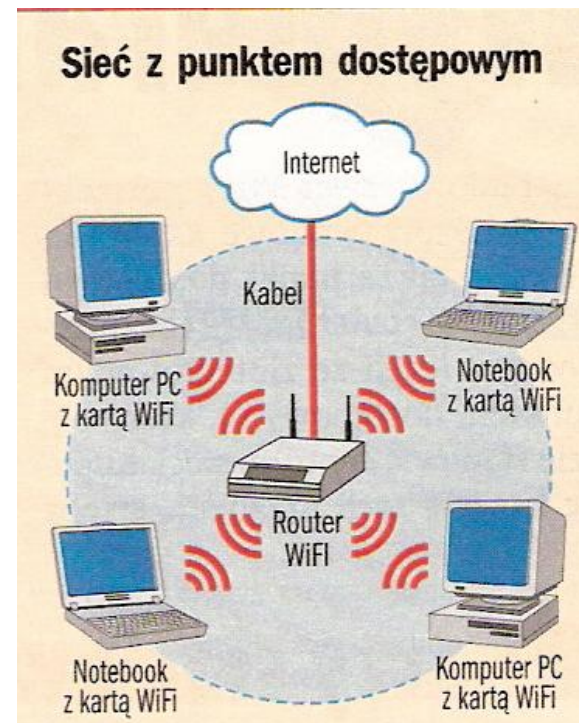 Sieć z punktem dostępowym
Internet
Kabel
Komputer PC
z kartą WiFi
Notebook
z kartą WiFi
Router
WiFI
Notebook
z kartą WiFi
Komputer PC
z kartą WiFi